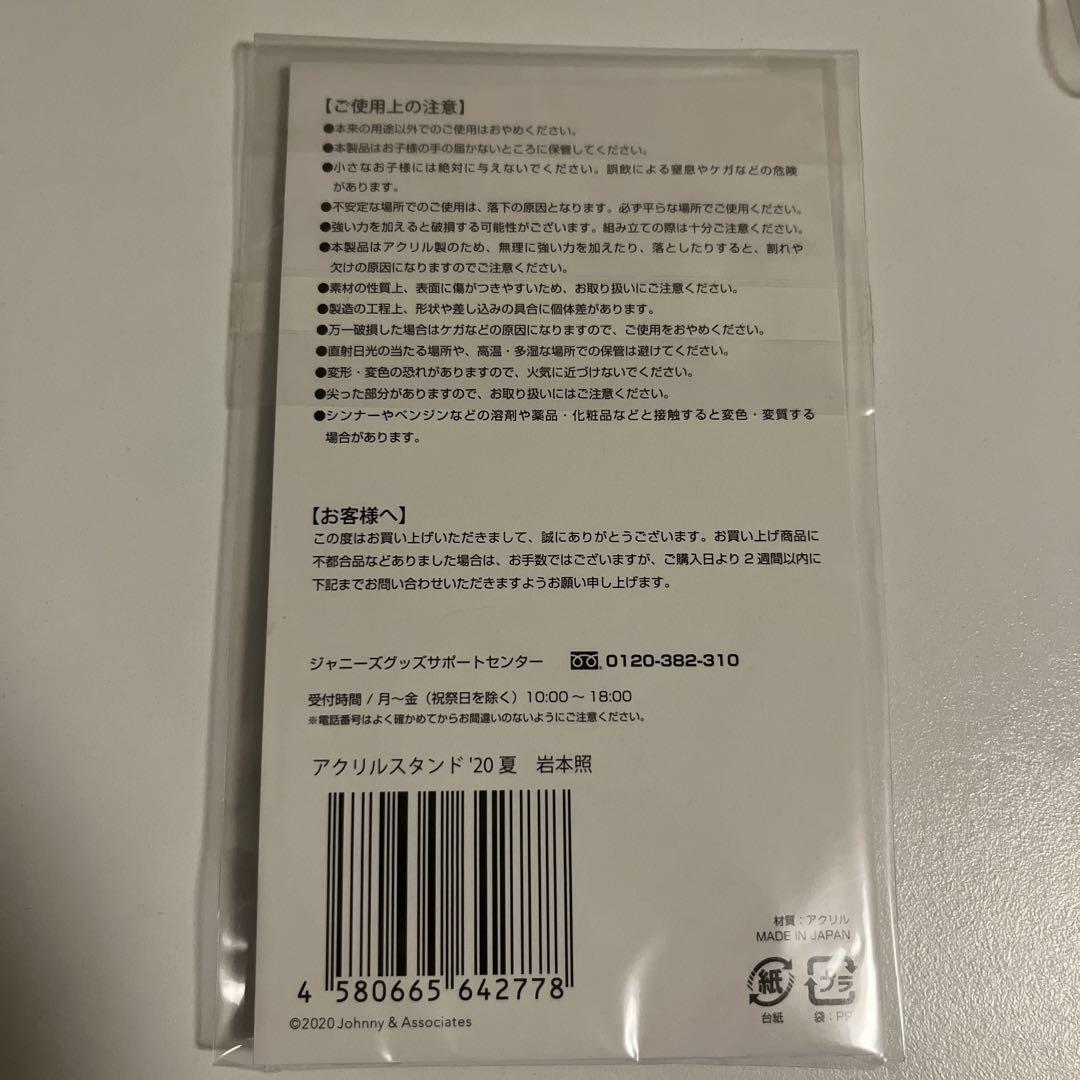 【ご使用上の注意】
●本来の用途以外でのご使用はおやめください。
●本製品はお子様の手の届かないところに保管してください。
●小さなお子様には絶対に与えないでください。誤飲による窒息やケガなどの危険
があります。
●不安定な場所でのご使用は、落下の原因となります。必ず平らな場所でご使用ください。
●強い力を加えると破損する可能性がございます。組み立ての際は十分ご注意ください。
●本製品はアクリル製のため、無理に強い力を加えたり、落としたりすると、割れや
欠けの原因になりますのでご注意ください。
●素材の性質上、表面に傷がつきやすいため、お取り扱いにご注意ください。
●製造の工程上、形状や差し込みの具合に個体差があります。
●万一破損した場合はケガなどの原因になりますので、ご使用をおやめください。
●直射日光の当たる場所や、高温・多湿な場所での保管は避けてください。
●変形・変色の恐れがありますので、火気に近づけないでください。
●尖った部分がありますので、お取り扱いにはご注意ください。
●シンナーやベンジンなどの溶剤や薬品・化粧品などと接触すると変色・変質する
場合があります。
【お客様へ】
この度はお買い上げいただきまして、誠にありがとうございます。お買い上げ商品に
不都合品などありました場合は、お手数ではございますが、ご購入日より2週間以内に
下記までお問い合わせいただきますようお願い申し上げます。
ジャニーズグッズサポートセンター 0120-382-310
受付時間 / 月～金（祝祭日を除く）10:00 ～ 18:00
※電話番号はよく確かめてからお間違いのないようにご注意ください。
アクリルスタンド '20 夏 岩本照
4 580665 642778
©2020 Johnny & Associates
材質：アクリル
MADE IN JAPAN
紙 プラ
台紙 袋：PP